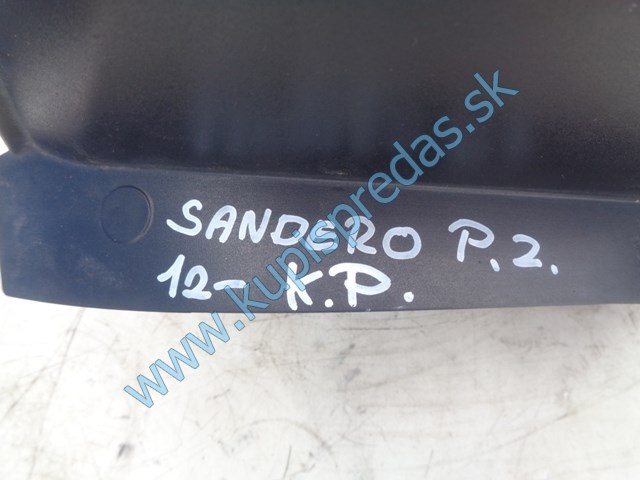 SANDERO P.Z.
12- K.P.
www.kupispredas.sk